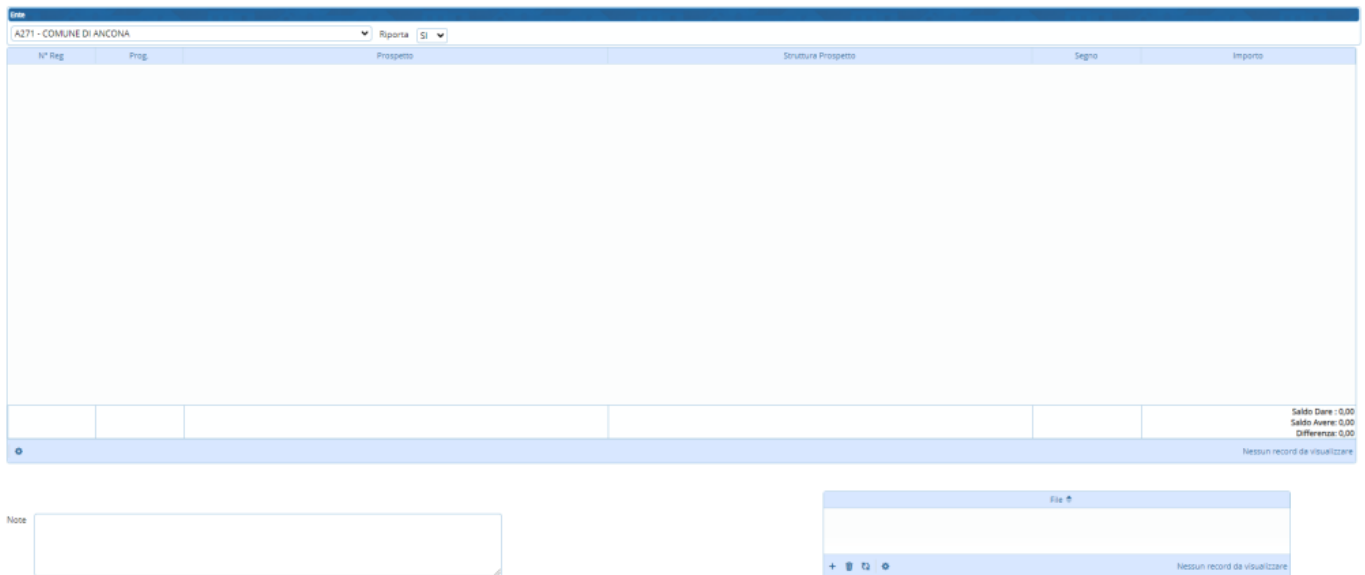 Ente
A271 - COMUNE DI ANCONA Riporta SI
N° Reg Prog. Prospetto Struttura Prospetto Segno Importo
Saldo Dare : 0,00
Saldo Avere: 0,00
Differenza: 0,00
Nessun record da visualizzare
File
Note
Nessun record da visualizzare